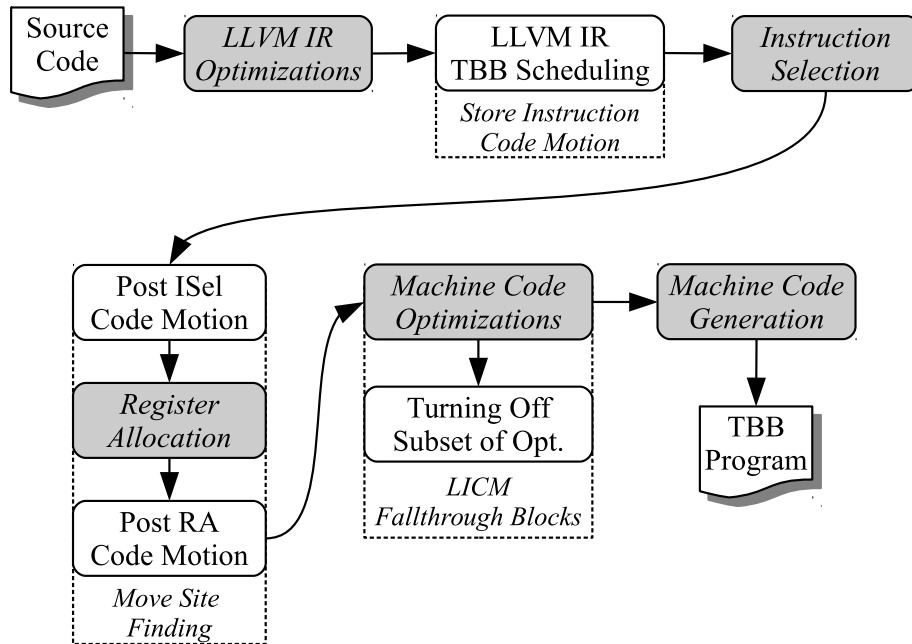 Source
Code
LLVM IR
Optimizations
LLVM IR
TBB Scheduling
Store Instruction
Code Motion
Instruction
Selection
Post ISel
Code Motion
Register
Allocation
Post RA
Code Motion
Move Site
Finding
Machine Code
Optimizations
Turning Off
Subset of Opt.
LICM
Fallthrough Blocks
Machine Code
Generation
TBB
Program